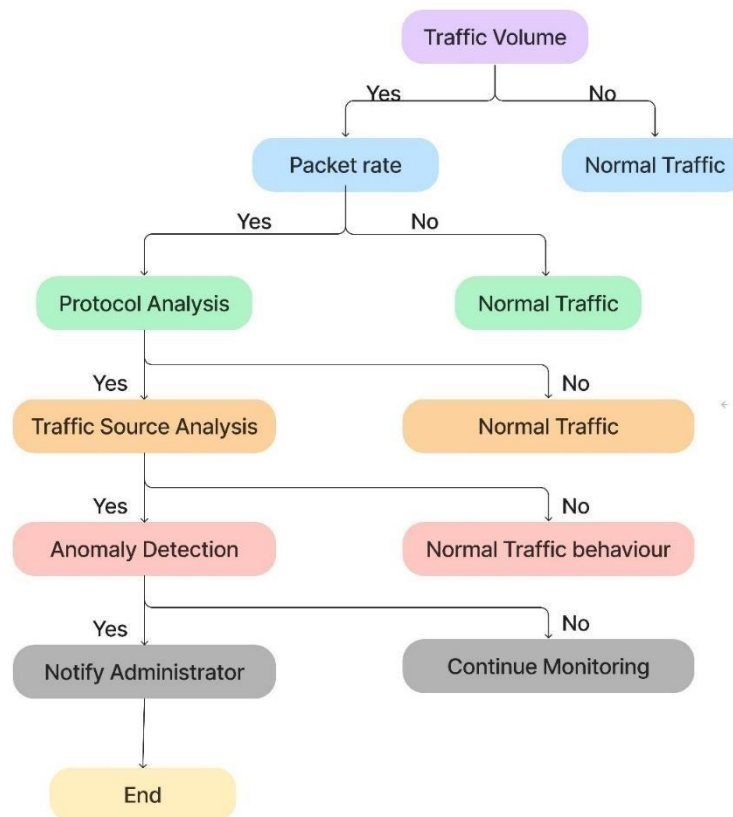 Traffic Volume
Yes No
Packet rate Normal Traffic
Yes No
Protocol Analysis Normal Traffic
Yes No
Traffic Source Analysis Normal Traffic
Yes No
Anomaly Detection Normal Traffic behaviour
Yes No
Notify Administrator Continue Monitoring
End